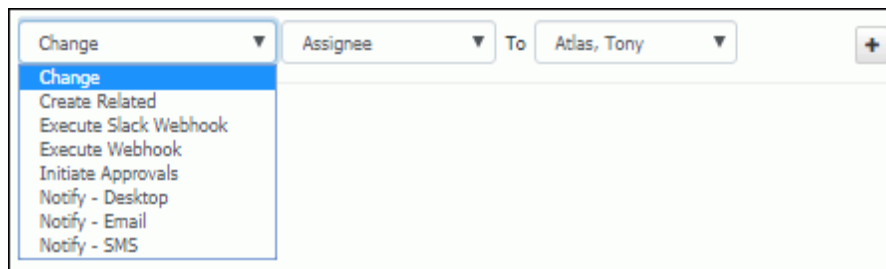 Change ▼ Assignee ▼ To Atlas, Tony ▼ +
Change
Create Related
Execute Slack Webhook
Execute Webhook
Initiate Approvals
Notify - Desktop
Notify - Email
Notify - SMS